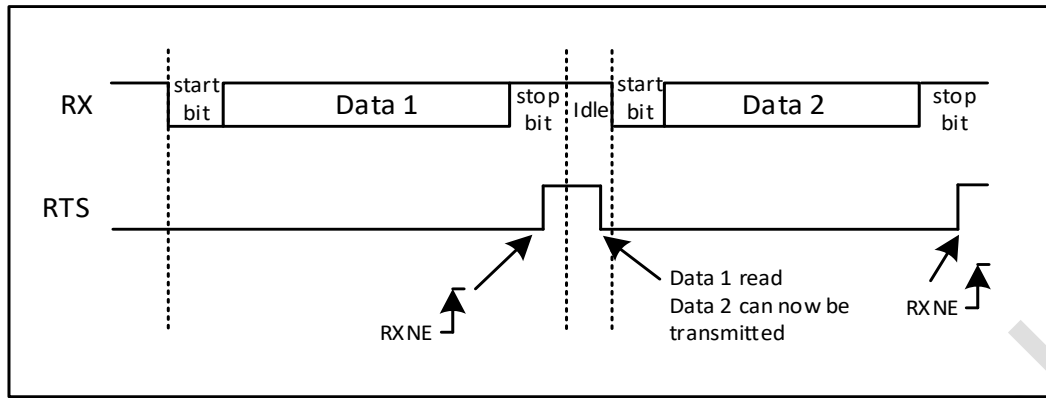 RX
start
bit
Data 1
stop
bit
Idle
start
bit
Data 2
stop
bit
RTS
RXNE
Data 1 read
Data 2 can now be
transmitted
RXNE